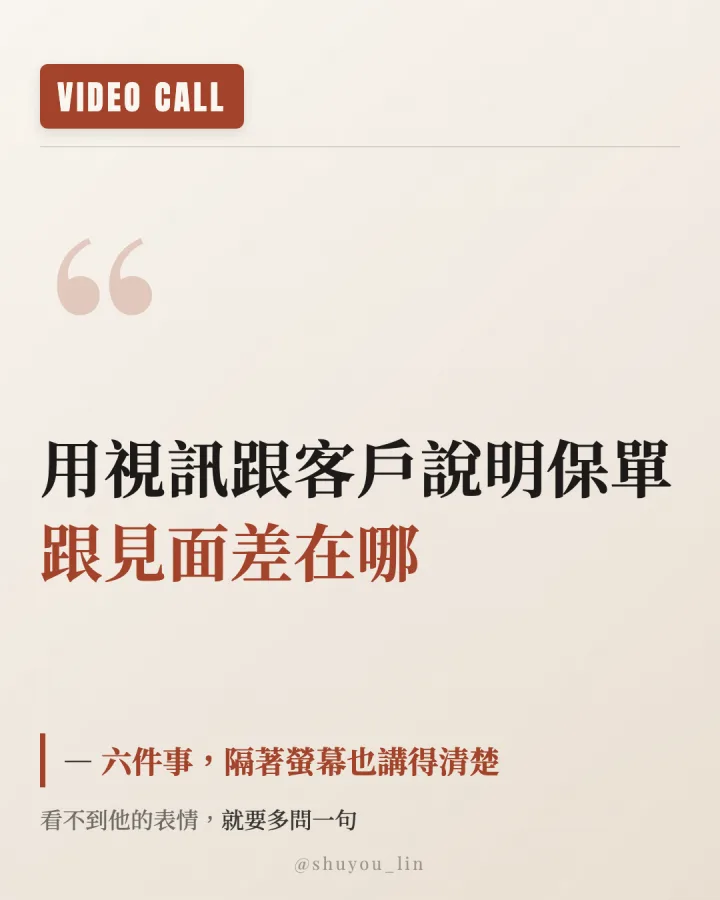 VIDEO CALL
“
用視訊跟客戶說明保單
跟見面差在哪
— 六件事，隔著螢幕也講得清楚
看不到他的表情，就要多問一句
@shuyou_lin